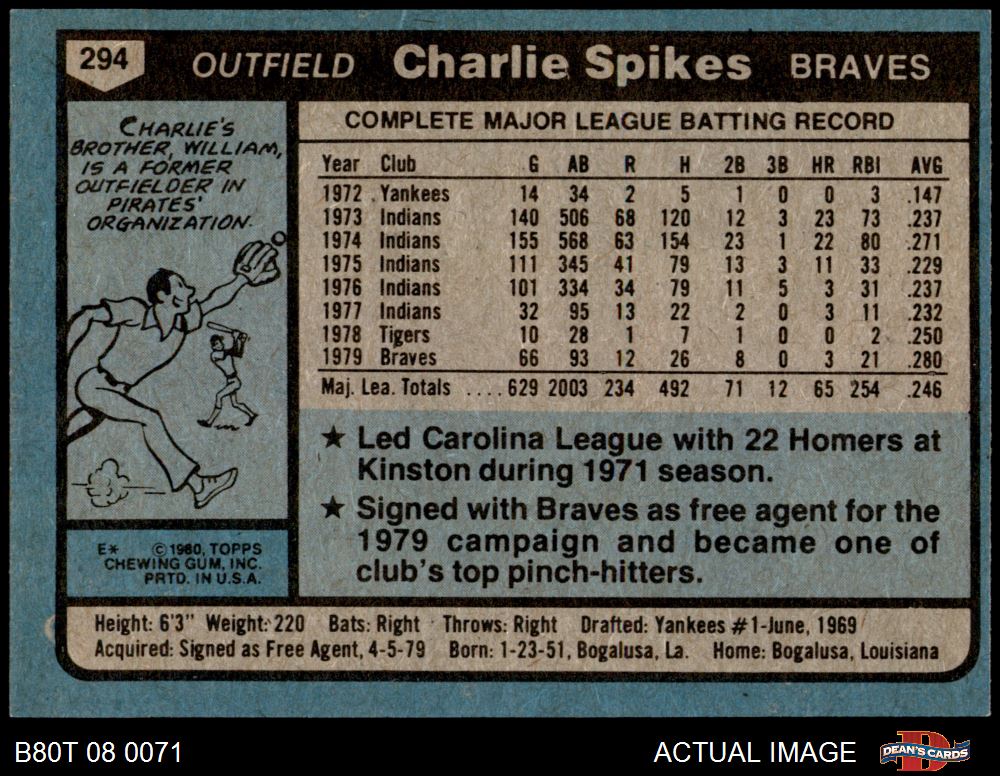 294 OUTFIELD Charlie Spikes BRAVES
CHARLIE'S
BROTHER, WILLIAM,
IS A FORMER
OUTFIELDER IN
PIRATES'
ORGANIZATION.
COMPLETE MAJOR LEAGUE BATTING RECORD
Year Club G AB R H 2B 3B HR RBI AVG
1972 Yankees 14 34 2 5 1 0 0 3 .147
1973 Indians 140 506 68 120 12 3 23 73 .237
1974 Indians 155 568 63 154 23 1 22 80 .271
1975 Indians 111 345 41 79 13 3 11 33 .229
1976 Indians 101 334 34 79 11 5 3 31 .237
1977 Indians 32 95 13 22 2 0 3 11 .232
1978 Tigers 10 28 1 7 1 0 0 2 .250
1979 Braves 66 93 12 26 8 0 3 21 .280
Maj. Lea. Totals ....629 2003 234 492 71 12 65 254 .246
★ Led Carolina League with 22 Homers at
Kinston during 1971 season.
★ Signed with Braves as free agent for the
1979 campaign and became one of
club's top pinch-hitters.
E* © 1980, TOPPS
CHEWING GUM, INC.
PRTD. IN U.S.A.
Height: 6'3" Weight: 220 Bats: Right Throws: Right Drafted: Yankees #1-June, 1969
Acquired: Signed as Free Agent, 4-5-79 Born: 1-23-51, Bogalusa, La. Home: Bogalusa, Louisiana
B80T 08 0071 ACTUAL IMAGE D DEAN'S CARDS